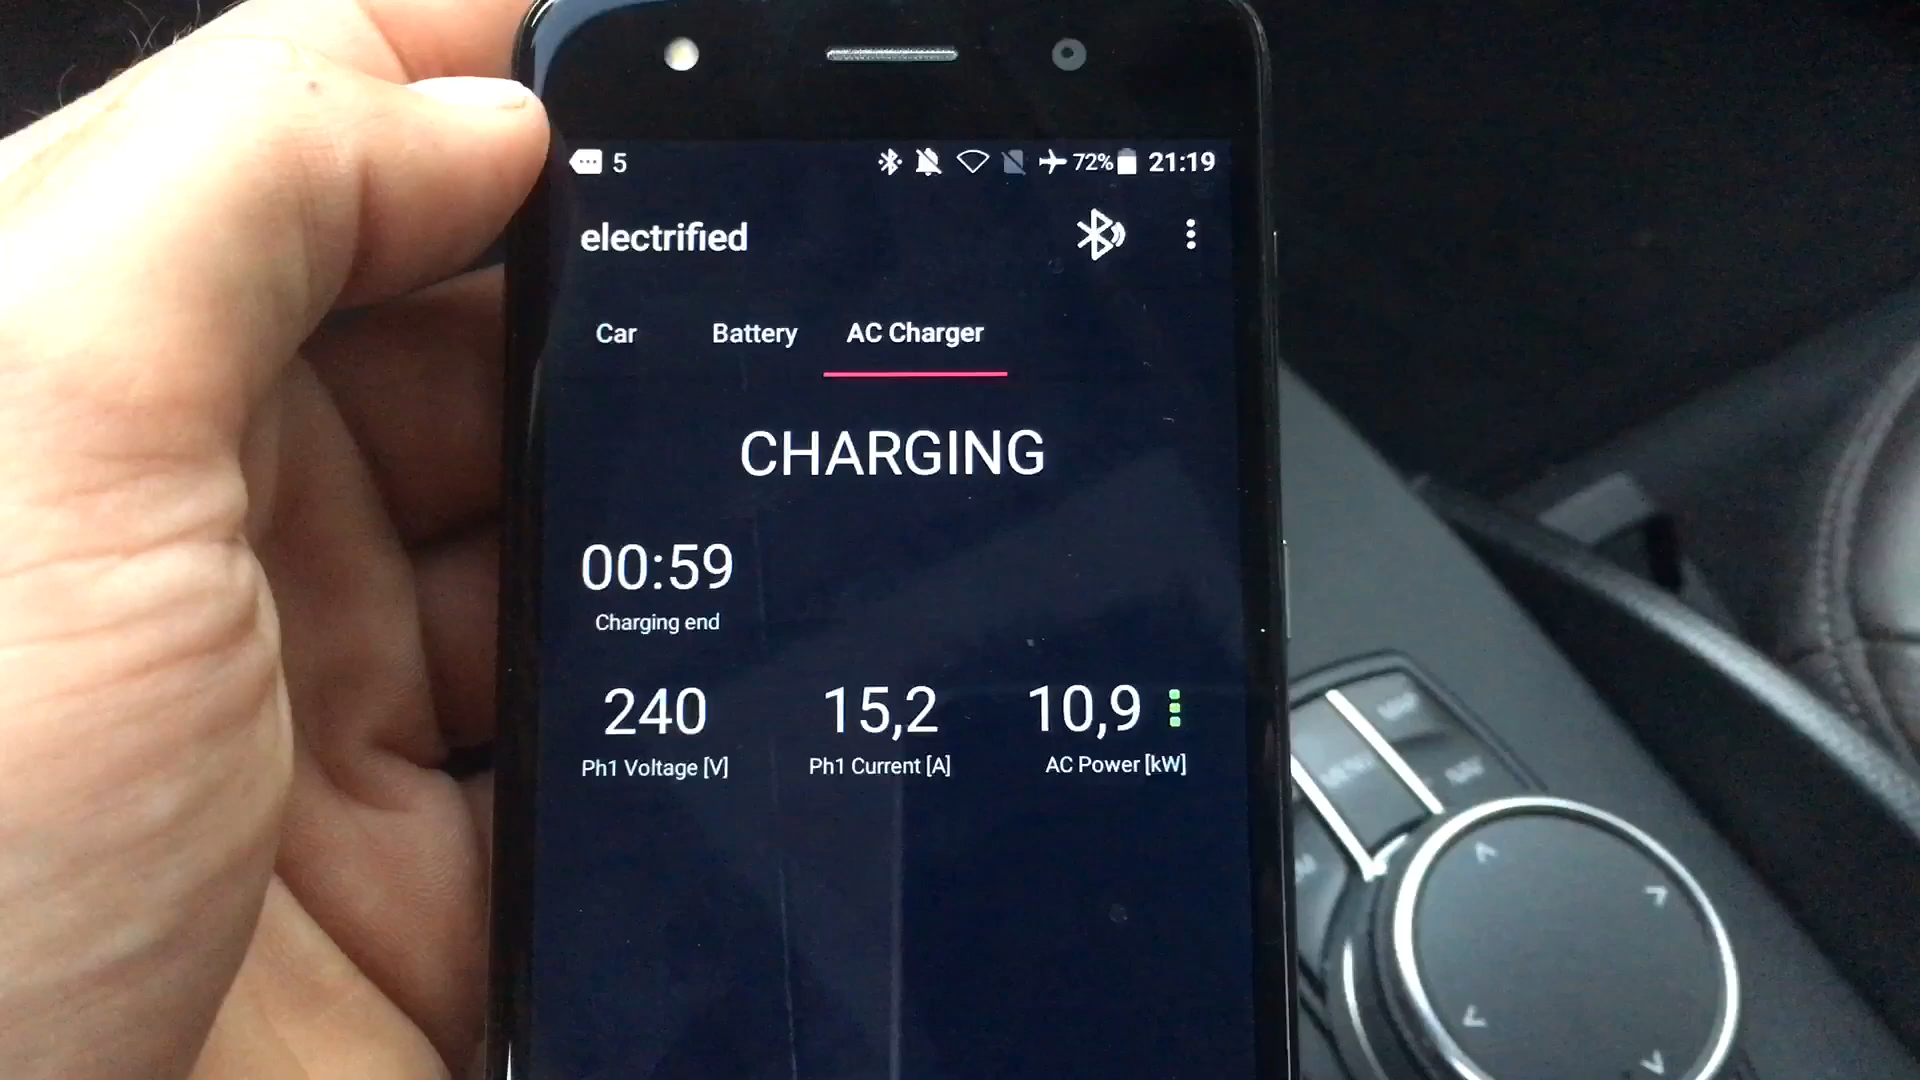 5 72% 21:19
electrified
Car Battery AC Charger
CHARGING
00:59
Charging end
240 15,2 10,9
Ph1 Voltage [V] Ph1 Current [A] AC Power [kW]
MENU